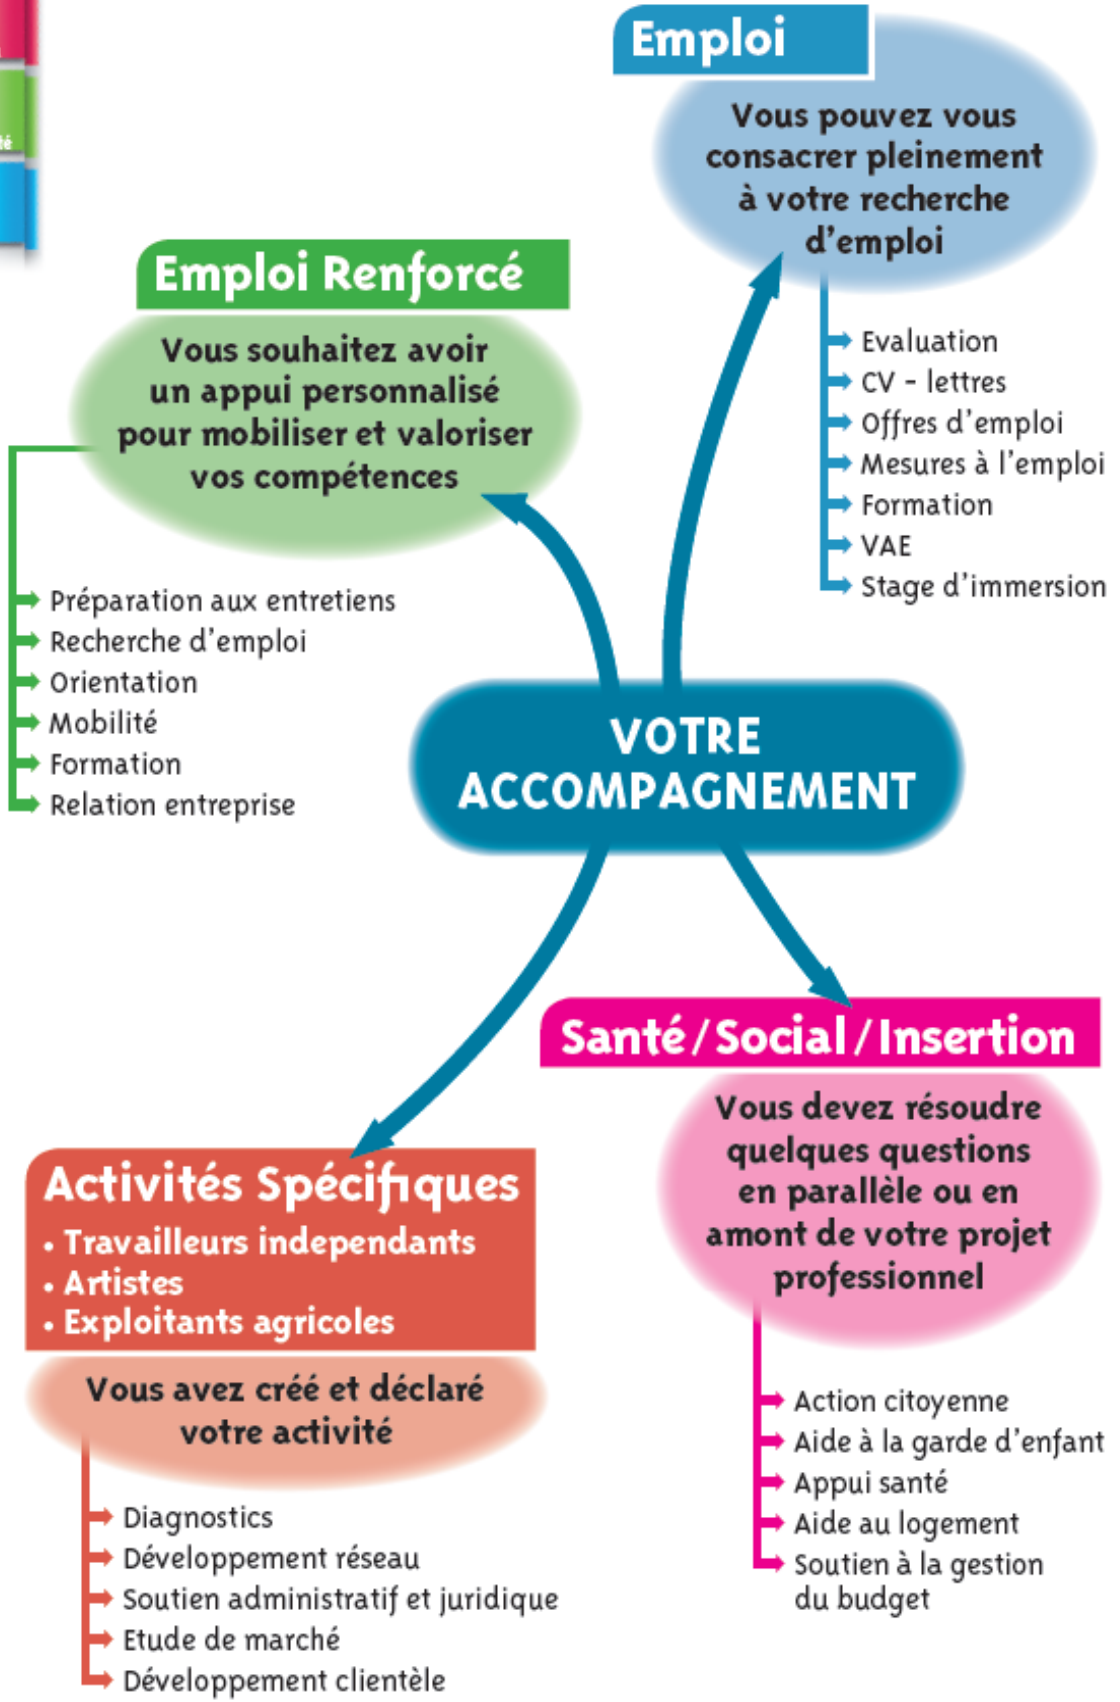 Emploi
Vous pouvez vous
consacrer pleinement
à votre recherche
d'emploi
Evaluation
CV - lettres
Offres d'emploi
Mesures à l'emploi
Formation
VAE
Stage d'immersion
Emploi Renforcé
Vous souhaitez avoir
un appui personnalisé
pour mobiliser et valoriser
vos compétences
Préparation aux entretiens
Recherche d'emploi
Orientation
Mobilité
Formation
Relation entreprise
VOTRE
ACCOMPAGNEMENT
Santé/Social/Insertion
Vous devez résoudre
quelques questions
en parallèle ou en
amont de votre projet
professionnel
Action citoyenne
Aide à la garde d'enfant
Appui santé
Aide au logement
Soutien à la gestion
du budget
Activités Spécifiques
• Travailleurs independants
• Artistes
• Exploitants agricoles
Vous avez créé et déclaré
votre activité
Diagnostics
Développement réseau
Soutien administratif et juridique
Etude de marché
Développement clientèle